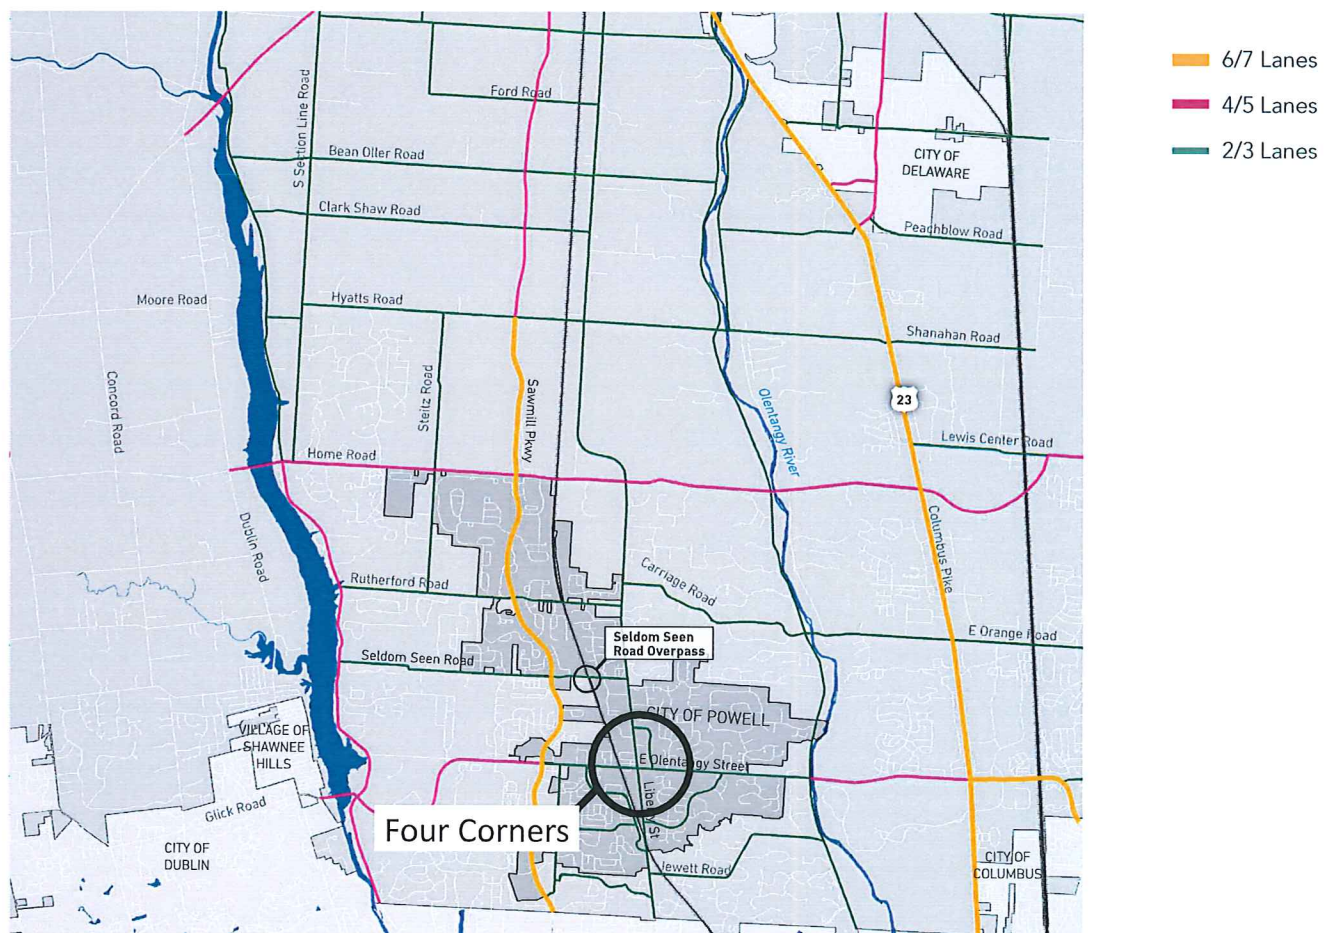 6/7 Lanes
4/5 Lanes
2/3 Lanes
Ford Road
S Section Line Road
Bean Oller Road
CITY OF
DELAWARE
Clark Shaw Road
Peachblow Road
Moore Road
Hyatts Road
Shanahan Road
Concord Road
Steitz Road
Sawmill Pkwy
23
Olentangy River
Lewis Center Road
Home Road
Dublin Road
Columbus Pike
Rutherford Road
Carriage Road
E Orange Road
Seldom Seen
Road Overpass
Seldom Seen Road
CITY OF POWELL
VILLAGE OF
SHAWNEE
HILLS
E Olentangy Street
Glick Road
Liberty St
Four Corners
CITY OF
DUBLIN
Jewett Road
CITY OF
COLUMBUS